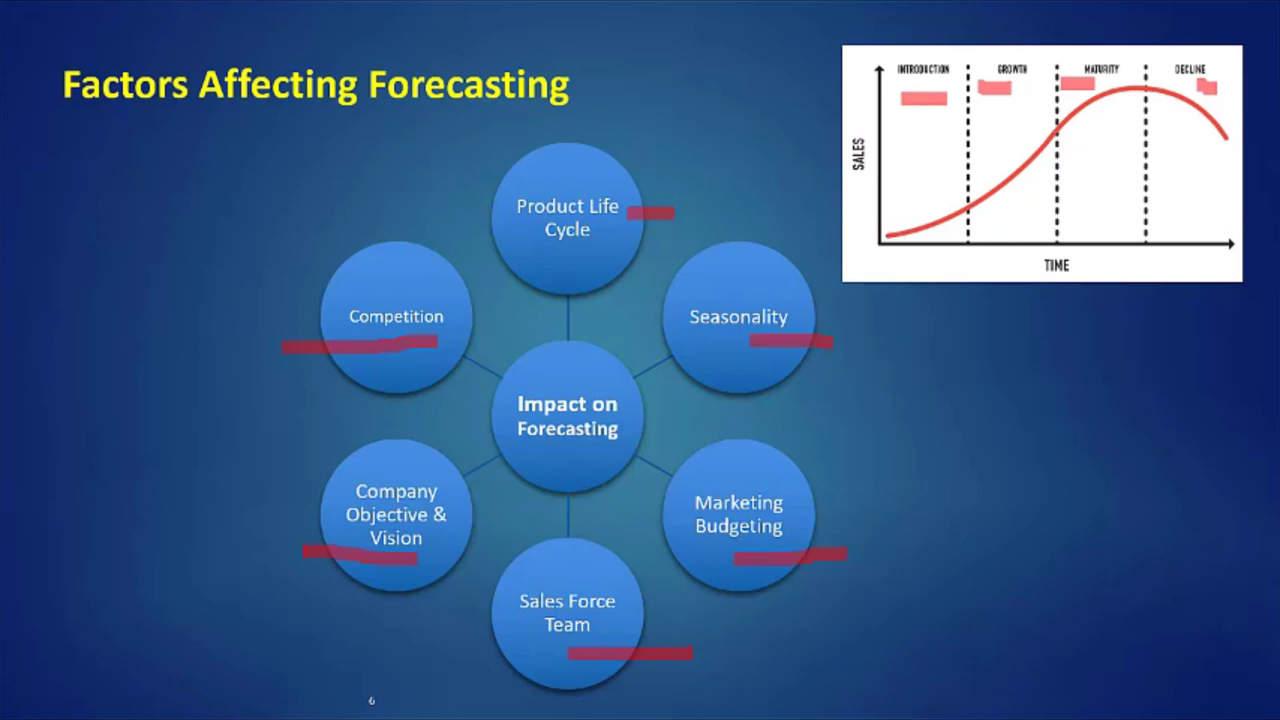 Factors Affecting Forecasting
INTRODUCTION
GROWTH
MATURITY
DECLINE
SALES
TIME
Product Life
Cycle
Competition
Seasonality
Impact on
Forecasting
Company
Objective &
Vision
Marketing
Budgeting
Sales Force
Team
6